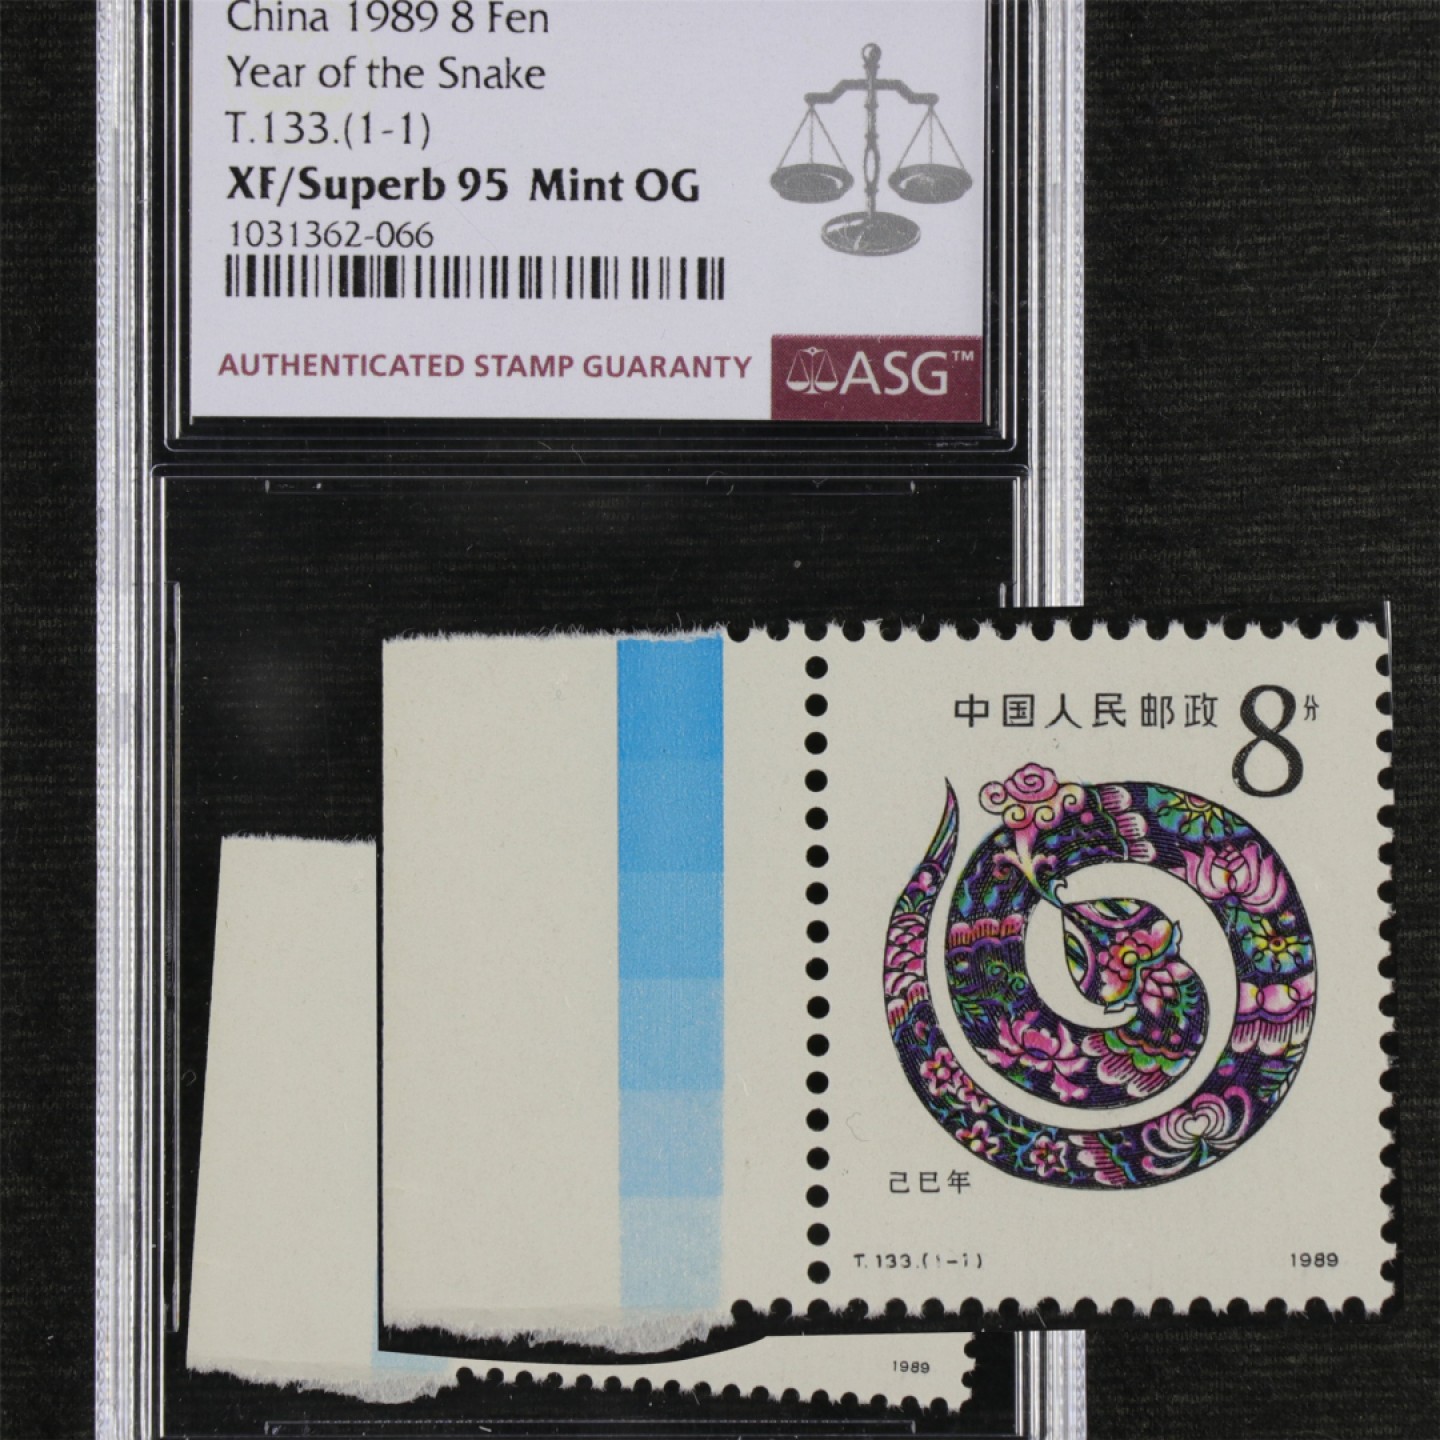 China 1989 8 Fen
Year of the Snake
T.133.(1-1)
XF/Superb 95 Mint OG
1031362-066
AUTHENTICATED STAMP GUARANTY
ASG™
中国人民邮政 8分
己巳年
T.133.(1-1)
1989
1989